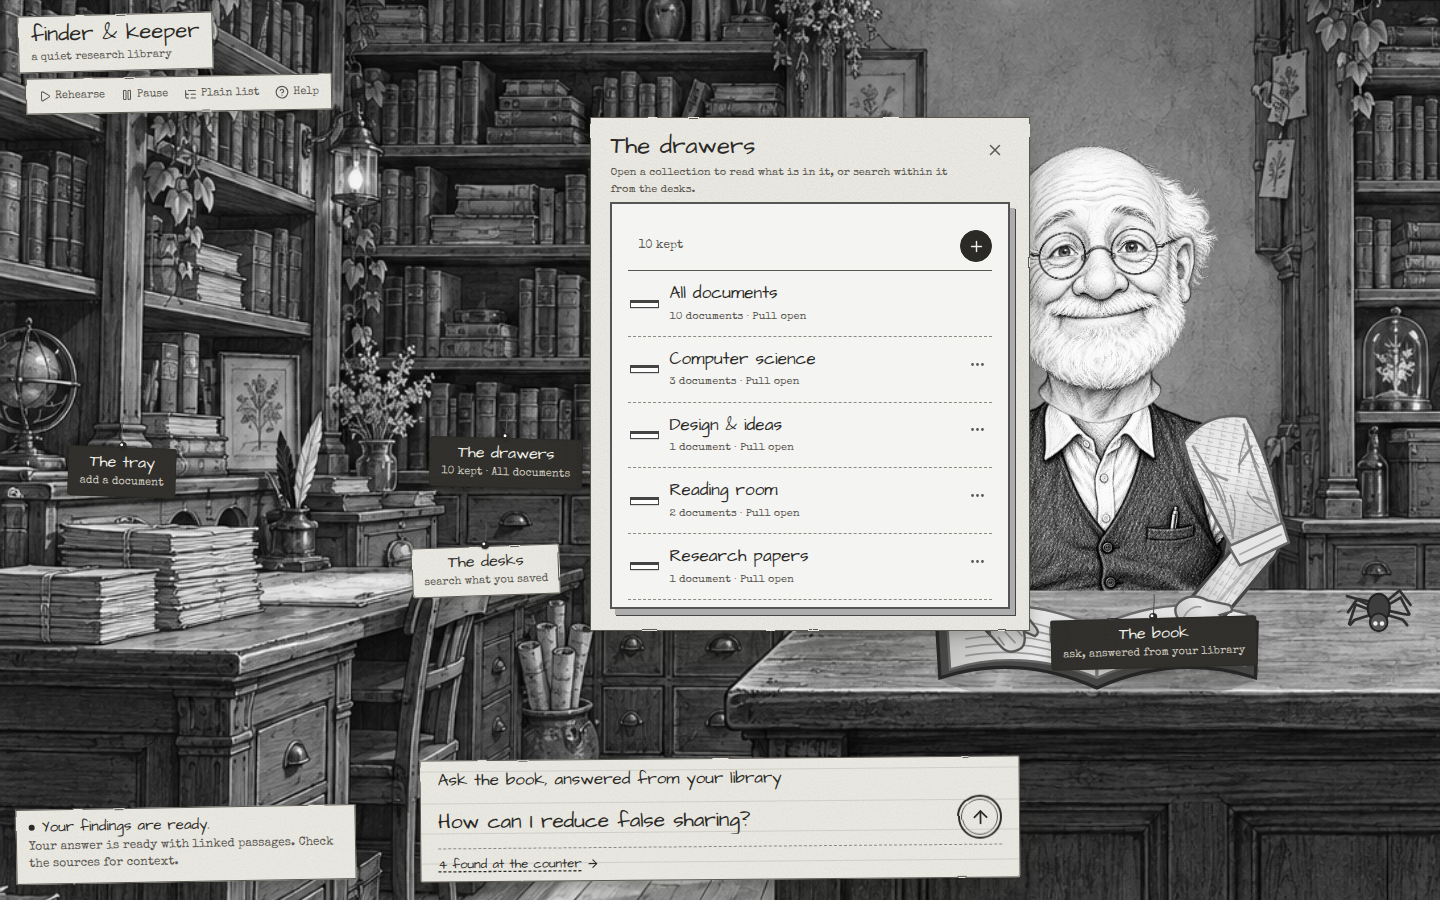 finder & keeper
a quiet research library
Rehearse
Pause
Plain list
Help
The drawers
Open a collection to read what is in it, or search within it
from the desks.
10 kept
All documents
10 documents · Pull open
Computer science
3 documents · Pull open
Design & ideas
1 document · Pull open
Reading room
2 documents · Pull open
Research papers
1 document · Pull open
The tray
add a document
The drawers
10 kept · All documents
The desks
search what you saved
The book
ask, answered from your library
Ask the book, answered from your library
How can I reduce false sharing?
4 found at the counter →
Your findings are ready.
Your answer is ready with linked passages. Check
the sources for context.